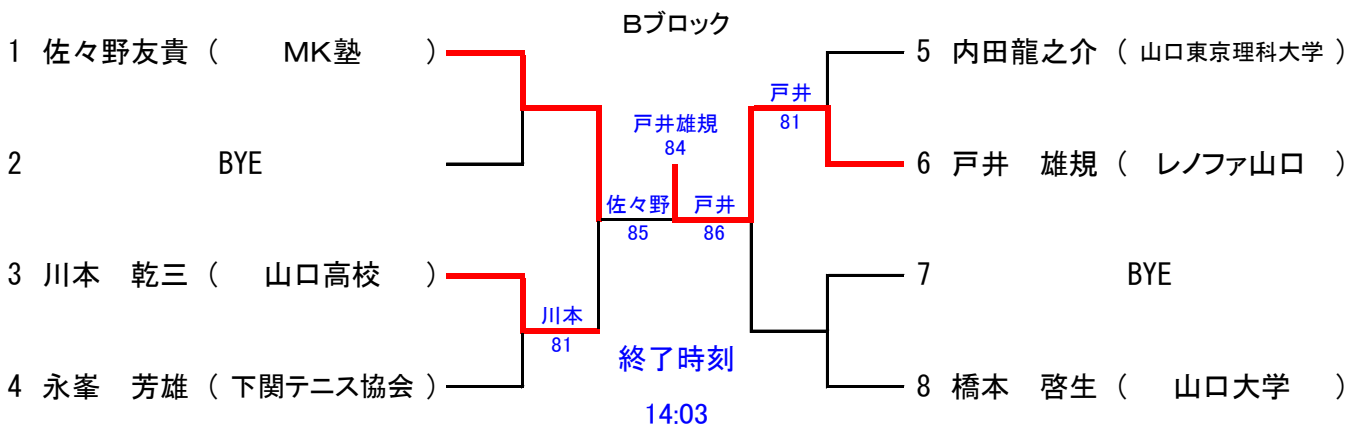 Bブロック
1 佐々野友貴 ( MK塾 )
2 BYE
3 川本 乾三 ( 山口高校 )
4 永峯 芳雄 ( 下関テニス協会 )
川本
81
佐々野
85
戸井雄規
84
戸井
86
戸井
81
終了時刻
14:03
5 内田龍之介 ( 山口東京理科大学 )
6 戸井 雄規 ( レノファ山口 )
7 BYE
8 橋本 啓生 ( 山口大学 )